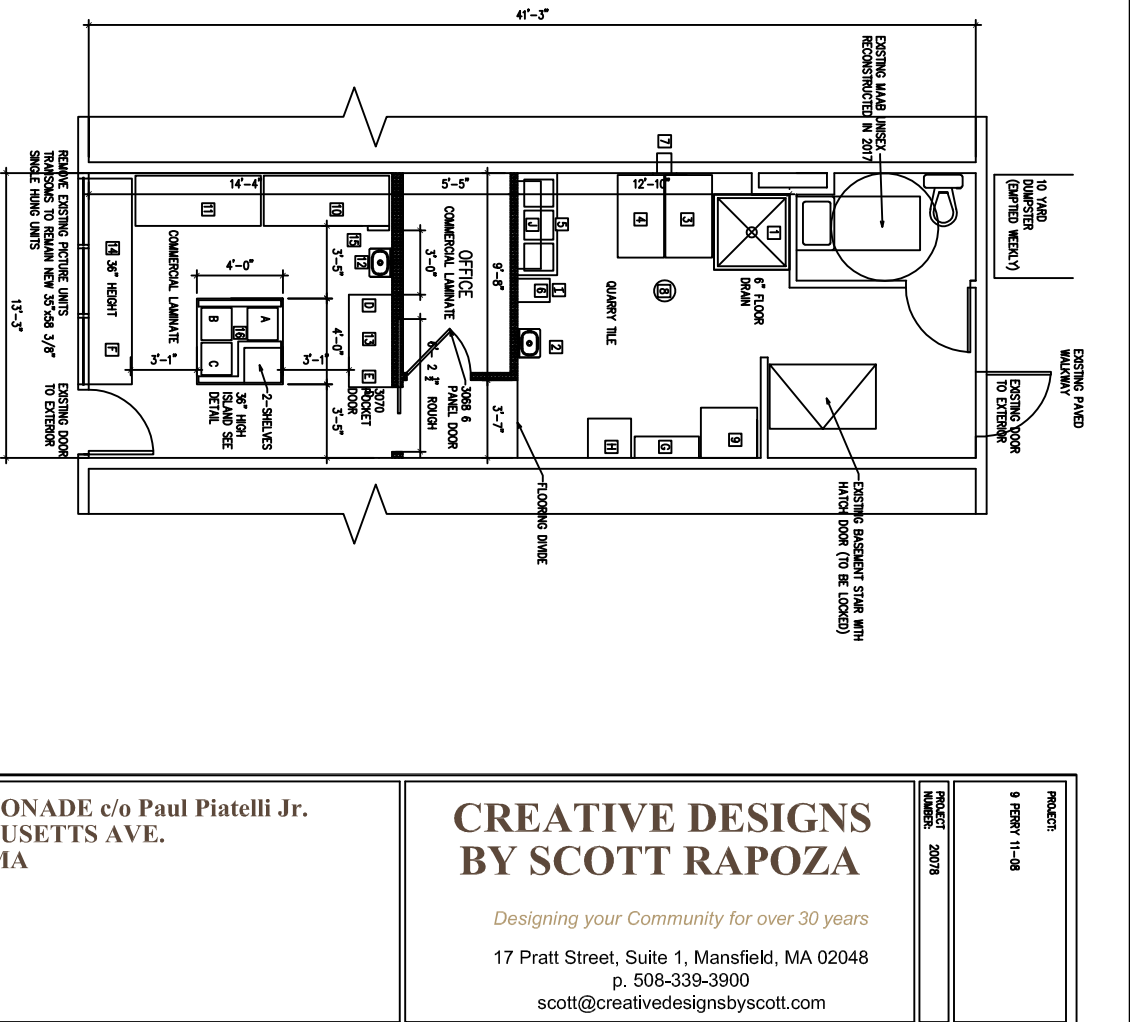 41'-3"
EXISTING MAAB UNISEX
RECONSTRUCTED IN 2017
10 YARD
DUMPSTER
(EMPTIED WEEKLY)
EXISTING PAVED
WALKWAY
EXISTING DOOR
TO EXTERIOR
7
14'-4"
5'-5"
12'-10"
11
10
COMMERCIAL LAMINATE
OFFICE
9'-8"
J
5
4
3
1
15
12
3'-5"
3'-0"
6
T
18
6" FLOOR
DRAIN
QUARRY TILE
2
14
36" HEIGHT
F
COMMERCIAL LAMINATE
4'-0"
A
B
16
C
3'-1"
3'-1"
D
13
E
4'-0"
3'-5"
2-SHELVES
36" HIGH
ISLAND SEE
DETAIL
3070
POCKET
DOOR
6'- 2 ½" ROUGH
3068 6
PANEL DOOR
3'-7"
H
G
9
13'-3"
REMOVE EXISTING PICTURE UNITS
TRANSOMS TO REMAIN NEW 35"x58 3/8"
SINGLE HUNG UNITS
EXISTING DOOR
TO EXTERIOR
FLOORING DIVIDE
EXISTING BASEMENT STAIR WITH
HATCH DOOR (TO BE LOCKED)
ONADE c/o Paul Piatelli Jr.
USETTS AVE.
MA
CREATIVE DESIGNS
BY SCOTT RAPOZA
Designing your Community for over 30 years
17 Pratt Street, Suite 1, Mansfield, MA 02048
p. 508-339-3900
scott@creativedesignsbyscott.com
PROJECT
NUMBER: 20078
PROJECT:
9 PERRY 11-08